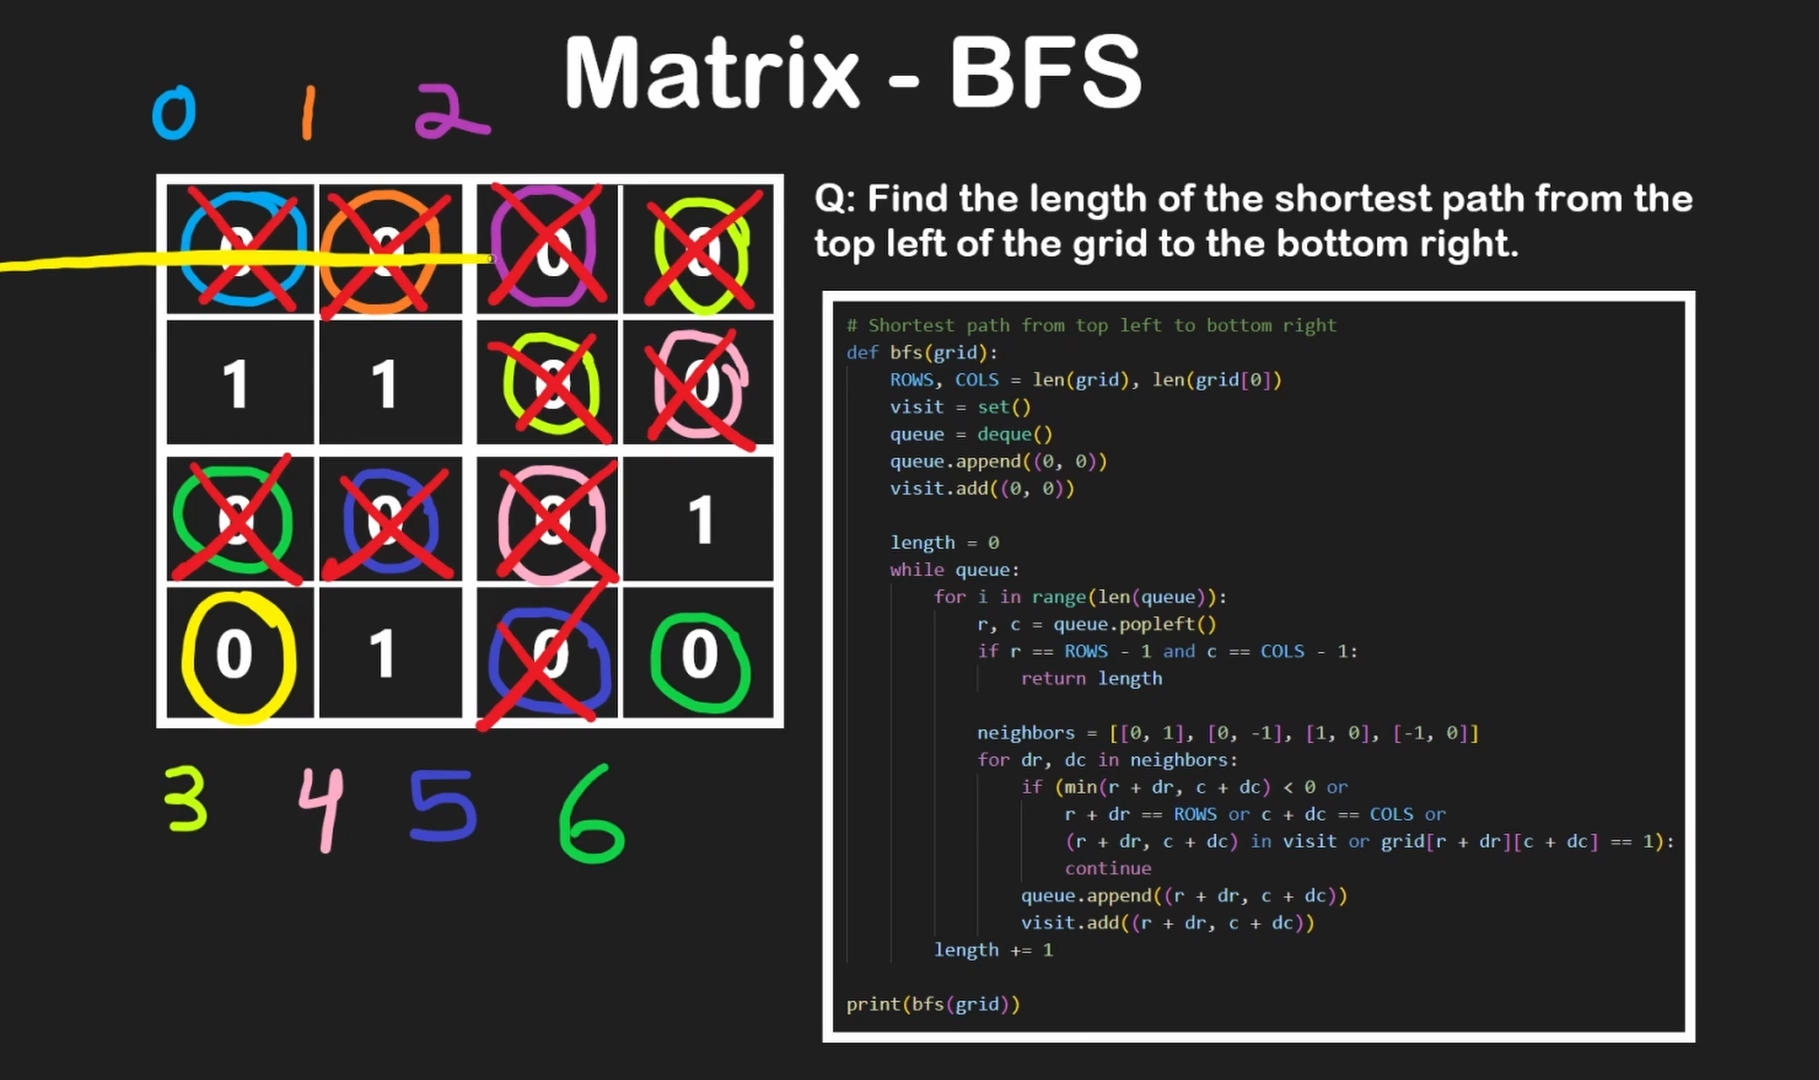 Matrix - BFS
0 1 2
0 0 0 0
1 1 0 0
0 0 0 1
0 1 0 0
3 4 5 6
Q: Find the length of the shortest path from the
top left of the grid to the bottom right.
# Shortest path from top left to bottom right
def bfs(grid):
    ROWS, COLS = len(grid), len(grid[0])
    visit = set()
    queue = deque()
    queue.append((0, 0))
    visit.add((0, 0))
    length = 0
    while queue:
        for i in range(len(queue)):
            r, c = queue.popleft()
            if r == ROWS - 1 and c == COLS - 1:
                return length
            neighbors = [[0, 1], [0, -1], [1, 0], [-1, 0]]
            for dr, dc in neighbors:
                if (min(r + dr, c + dc) < 0 or
                    r + dr == ROWS or c + dc == COLS or
                    (r + dr, c + dc) in visit or grid[r + dr][c + dc] == 1):
                    continue
                queue.append((r + dr, c + dc))
                visit.add((r + dr, c + dc))
        length += 1
print(bfs(grid))